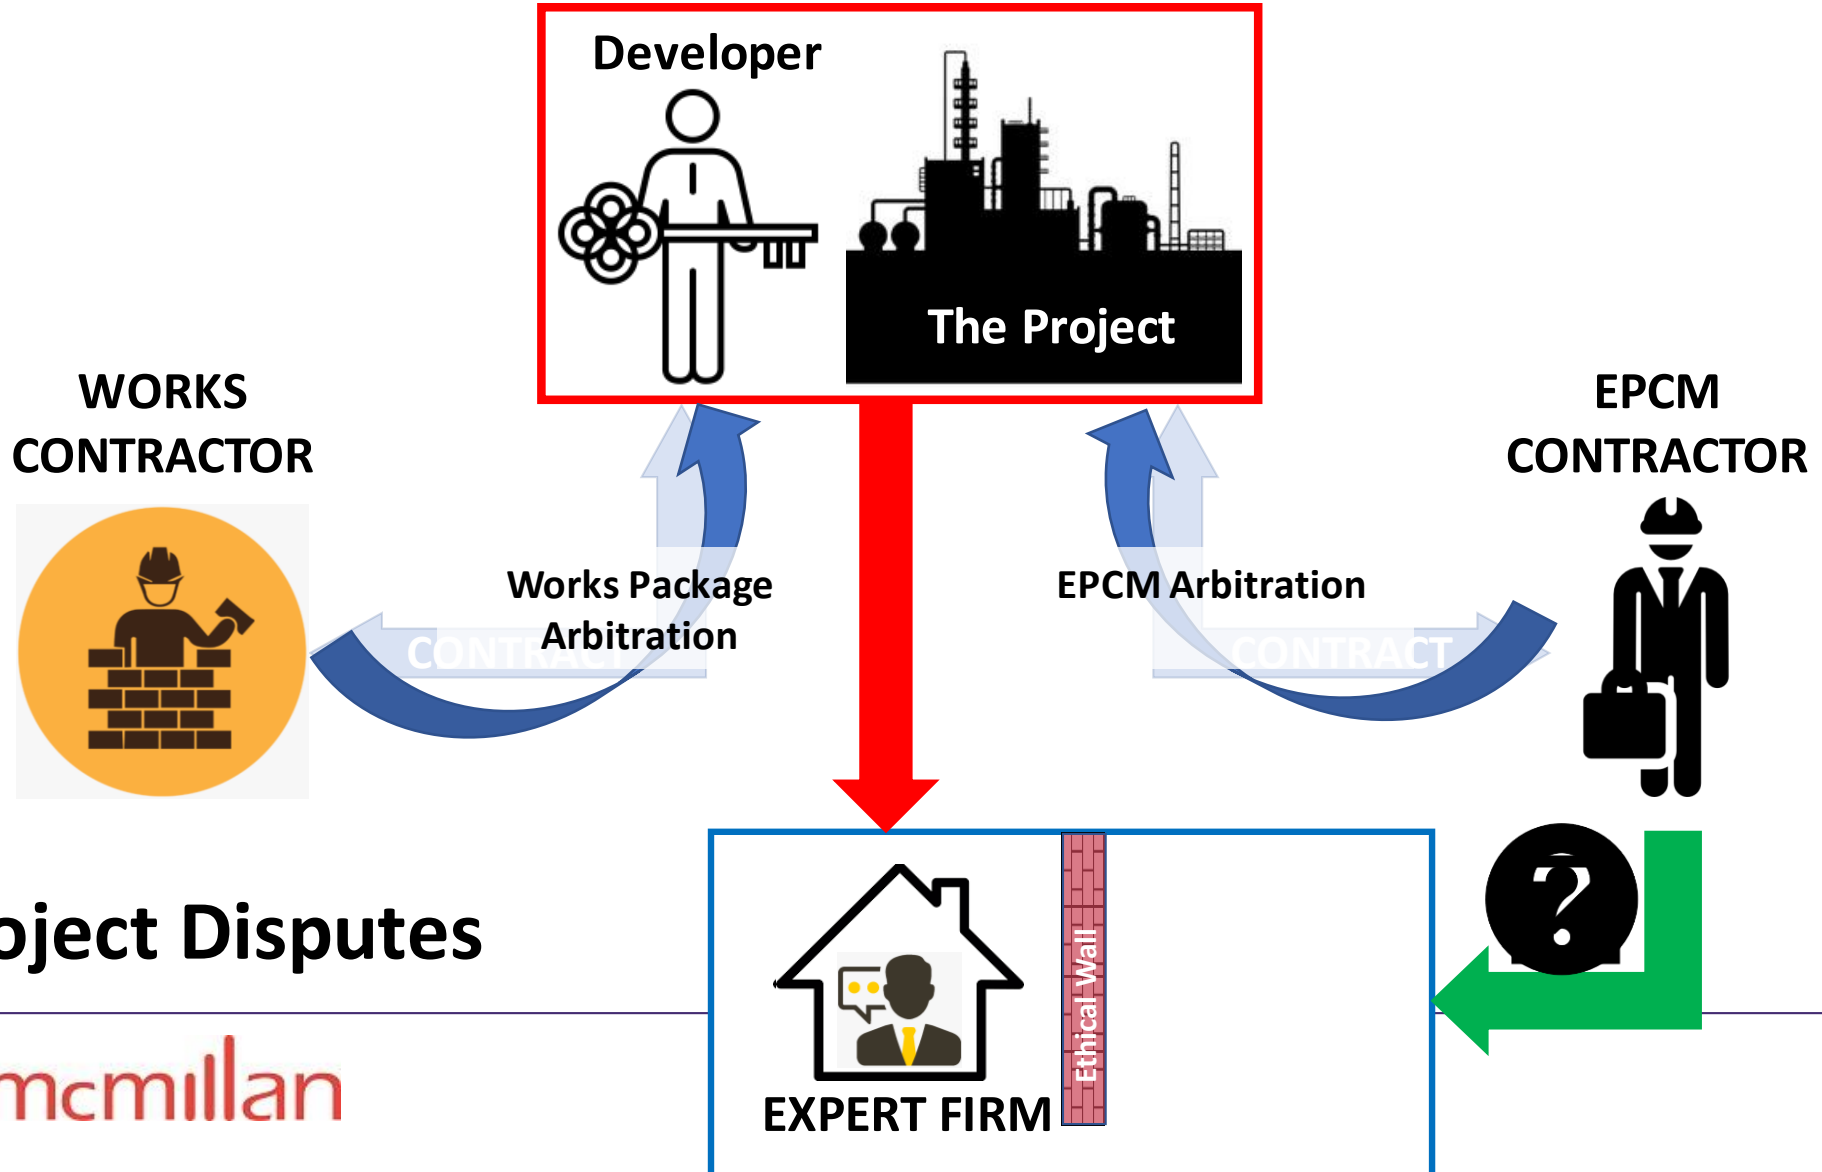 Developer
The Project
WORKS
CONTRACTOR
EPCM
CONTRACTOR
Works Package
Arbitration
CONTRACT
EPCM Arbitration
CONTRACT
?
oject Disputes
Ethical Wall
EXPERT FIRM
mcmillan